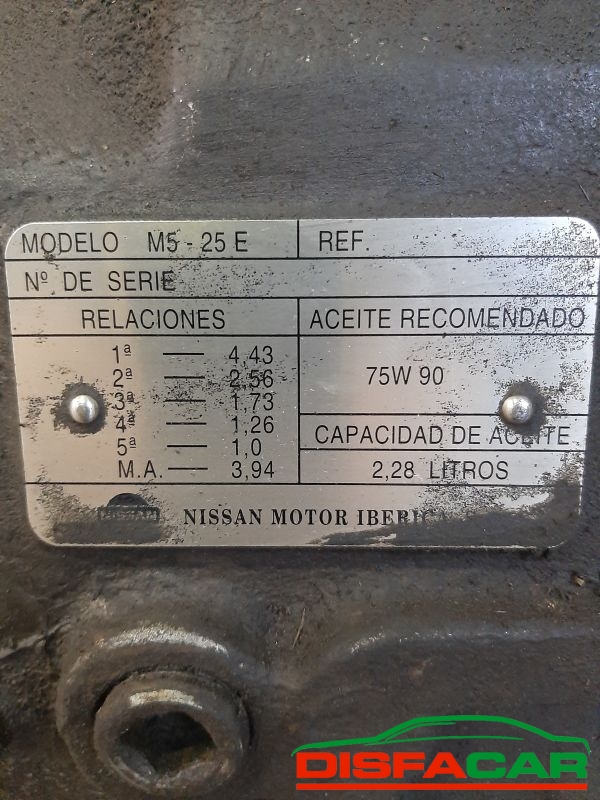 MODELO M5 - 25 E REF.
Nº DE SERIE
RELACIONES ACEITE RECOMENDADO
1ª — 4,43
2ª — 2,56
75W 90
3ª — 1,73
4ª — 1,26
CAPACIDAD DE ACEITE
5ª — 1,0
M.A. — 3,94
2,28 LITROS
NISSAN
NISSAN MOTOR IBERICA
DISFACAR